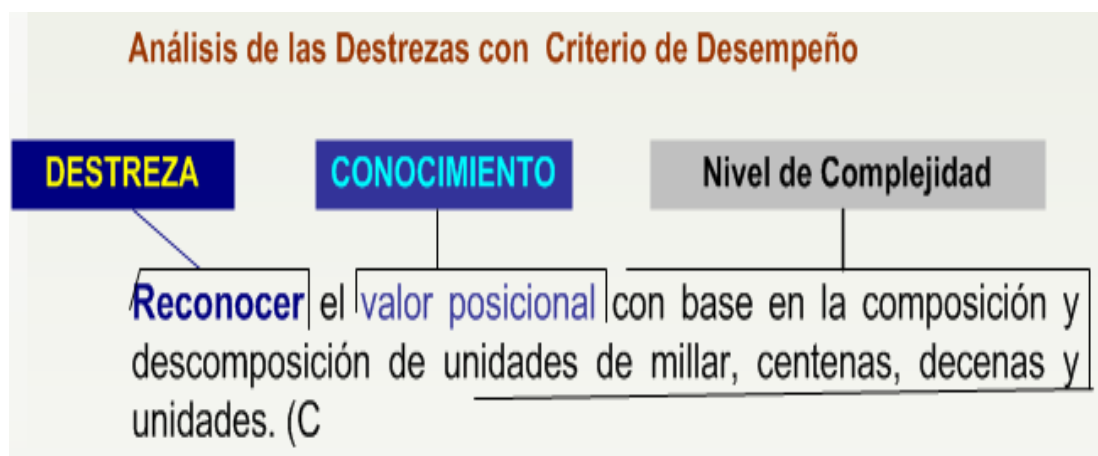 Análisis de las Destrezas con Criterio de Desempeño
DESTREZA
CONOCIMIENTO
Nivel de Complejidad
Reconocer el valor posicional con base en la composición y
descomposición de unidades de millar, centenas, decenas y
unidades. (C